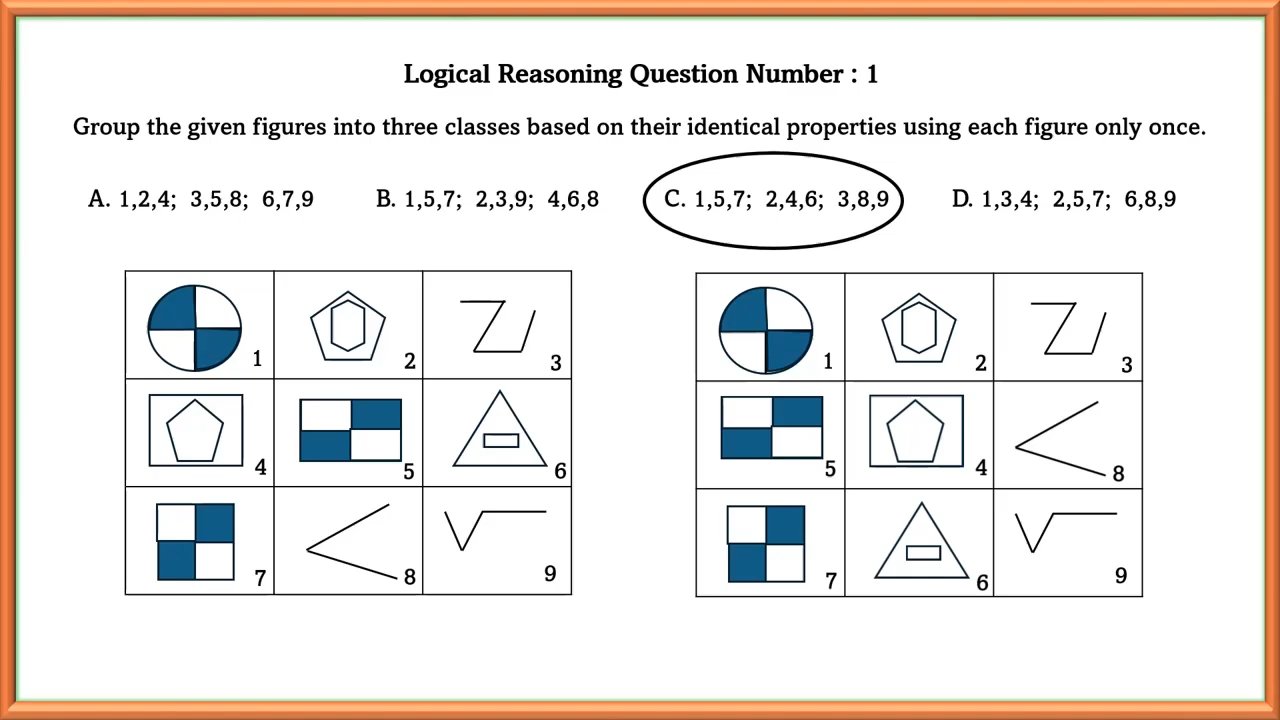 Logical Reasoning Question Number : 1
Group the given figures into three classes based on their identical properties using each figure only once.
A. 1,2,4; 3,5,8; 6,7,9 B. 1,5,7; 2,3,9; 4,6,8 C. 1,5,7; 2,4,6; 3,8,9 D. 1,3,4; 2,5,7; 6,8,9
1 2 3
4 5 6
7 8 9
1 2 3
5 4 8
7 6 9